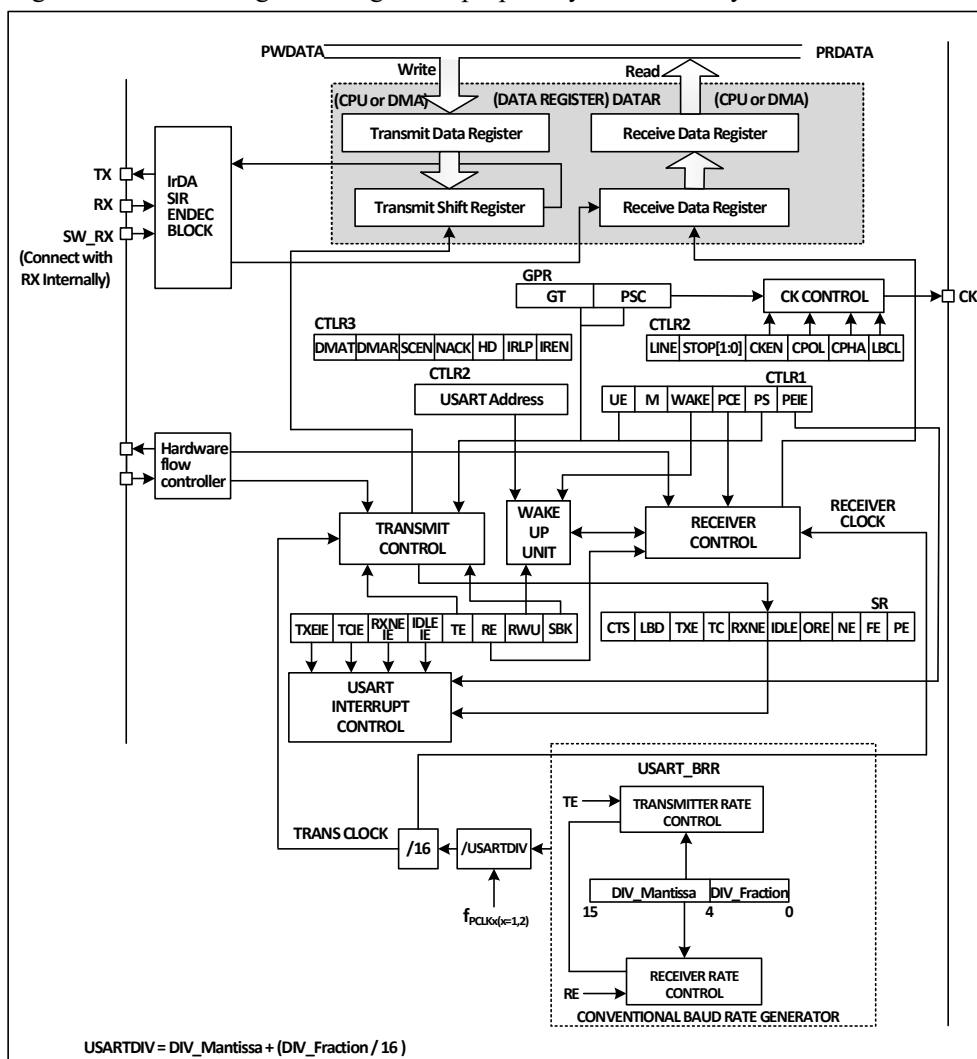 PWDATA
PRDATA
Write
Read
(CPU or DMA)
(DATA REGISTER) DATAR
(CPU or DMA)
Transmit Data Register
Receive Data Register
TX
RX
SW_RX
(Connect with
RX Internally)
IrDA
SIR
ENDEC
BLOCK
Transmit Shift Register
Receive Data Register
GPR
GT PSC
CK CONTROL
CK
CTLR3
DMAT DMAR SCEN NACK HD IRLP IREN
CTLR2
LINE STOP[1:0] CKEN CPOL CPHA LBCL
CTLR2
USART Address
CTLR1
UE M WAKE PCE PS PEIE
Hardware
flow
controller
TRANSMIT
CONTROL
WAKE
UP
UNIT
RECEIVER
CONTROL
RECEIVER
CLOCK
TXEIE TCIE RXNE IE IDLE IE TE RE RWU SBK
SR
CTS LBD TXE TC RXNE IDLE ORE NE FE PE
USART
INTERRUPT
CONTROL
USART_BRR
TE
TRANSMITTER RATE
CONTROL
TRANS CLOCK
/16
/USARTDIV
fPCLKx(x=1,2)
DIV_Mantissa DIV_Fraction
15 4 0
RE
RECEIVER RATE
CONTROL
CONVENTIONAL BAUD RATE GENERATOR
USARTDIV = DIV_Mantissa + (DIV_Fraction / 16 )